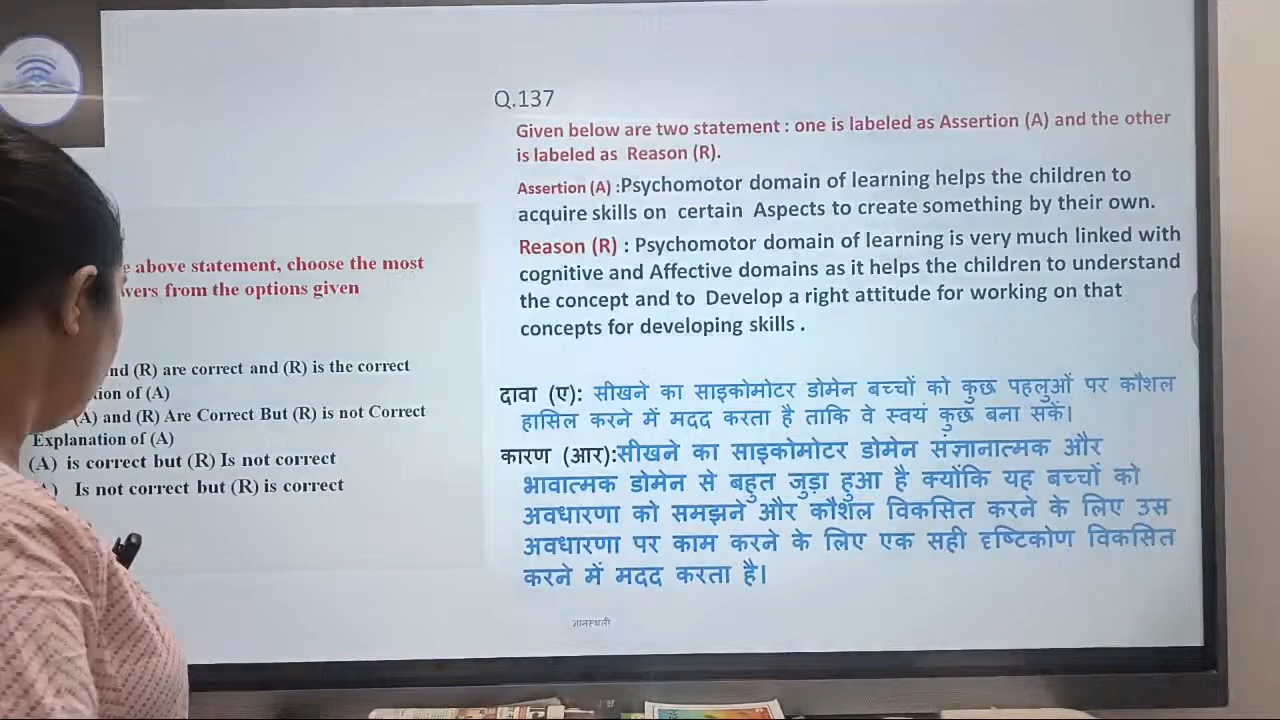 Q.137
Given below are two statement : one is labeled as Assertion (A) and the other
is labeled as Reason (R).
Assertion (A) :Psychomotor domain of learning helps the children to
acquire skills on certain Aspects to create something by their own.
Reason (R) : Psychomotor domain of learning is very much linked with
cognitive and Affective domains as it helps the children to understand
the concept and to Develop a right attitude for working on that
concepts for developing skills .
दावा (ए): सीखने का साइकोमोटर डोमेन बच्चों को कुछ पहलुओं पर कौशल
हासिल करने में मदद करता है ताकि वे स्वयं कुछ बना सकें।
कारण (आर):सीखने का साइकोमोटर डोमेन संज्ञानात्मक और
भावात्मक डोमेन से बहुत जुड़ा हुआ है क्योंकि यह बच्चों को
अवधारणा को समझने और कौशल विकसित करने के लिए उस
अवधारणा पर काम करने के लिए एक सही दृष्टिकोण विकसित
करने में मदद करता है।
ज्ञानस्थली
above statement, choose the most
from the options given
(R) are correct and (R) is the correct
of (A)
(A) and (R) Are Correct But (R) is not Correct
Explanation of (A)
(A) is correct but (R) Is not correct
Is not correct but (R) is correct